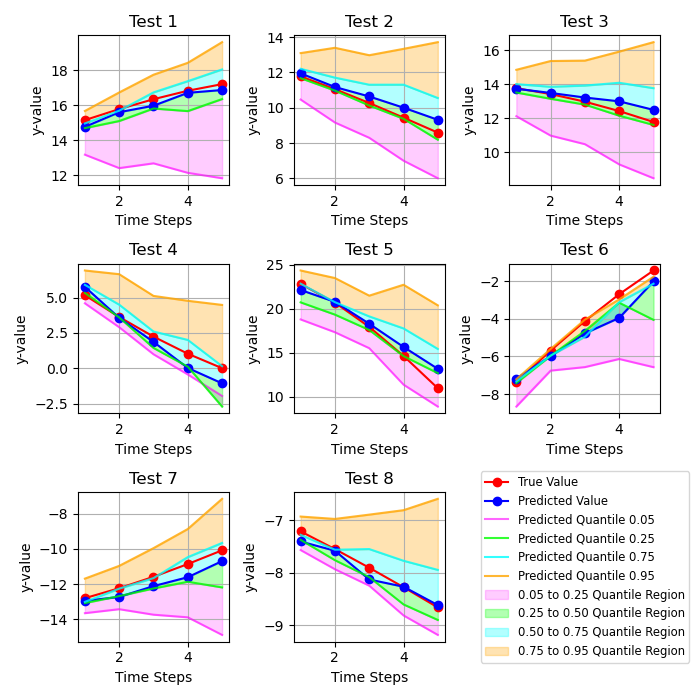 Test 1
Test 2
Test 3
y-value
18
16
14
12
2
4
Time Steps
y-value
14
12
10
8
6
2
4
Time Steps
y-value
16
14
12
10
2
4
Time Steps
Test 4
Test 5
Test 6
y-value
5.0
2.5
0.0
−2.5
2
4
Time Steps
y-value
25
20
15
10
2
4
Time Steps
y-value
−2
−4
−6
−8
2
4
Time Steps
Test 7
Test 8
y-value
−8
−10
−12
−14
2
4
Time Steps
y-value
−7
−8
−9
2
4
Time Steps
True Value
Predicted Value
Predicted Quantile 0.05
Predicted Quantile 0.25
Predicted Quantile 0.75
Predicted Quantile 0.95
0.05 to 0.25 Quantile Region
0.25 to 0.50 Quantile Region
0.50 to 0.75 Quantile Region
0.75 to 0.95 Quantile Region